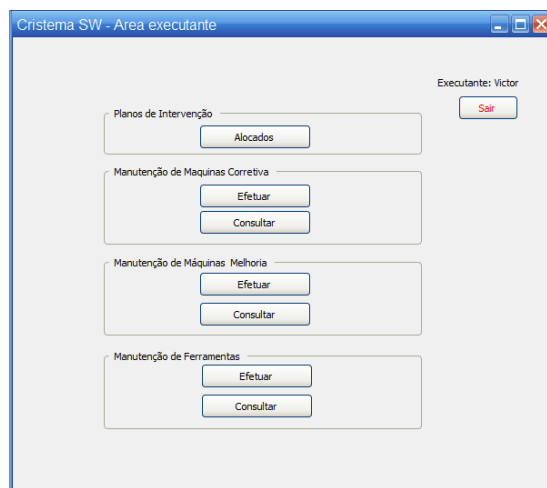 Cristema SW - Area executante
Executante: Victor
Sair
Planos de Intervenção
Alocados
Manutenção de Maquinas Corretiva
Efetuar
Consultar
Manutenção de Máquinas Melhoria
Efetuar
Consultar
Manutenção de Ferramentas
Efetuar
Consultar